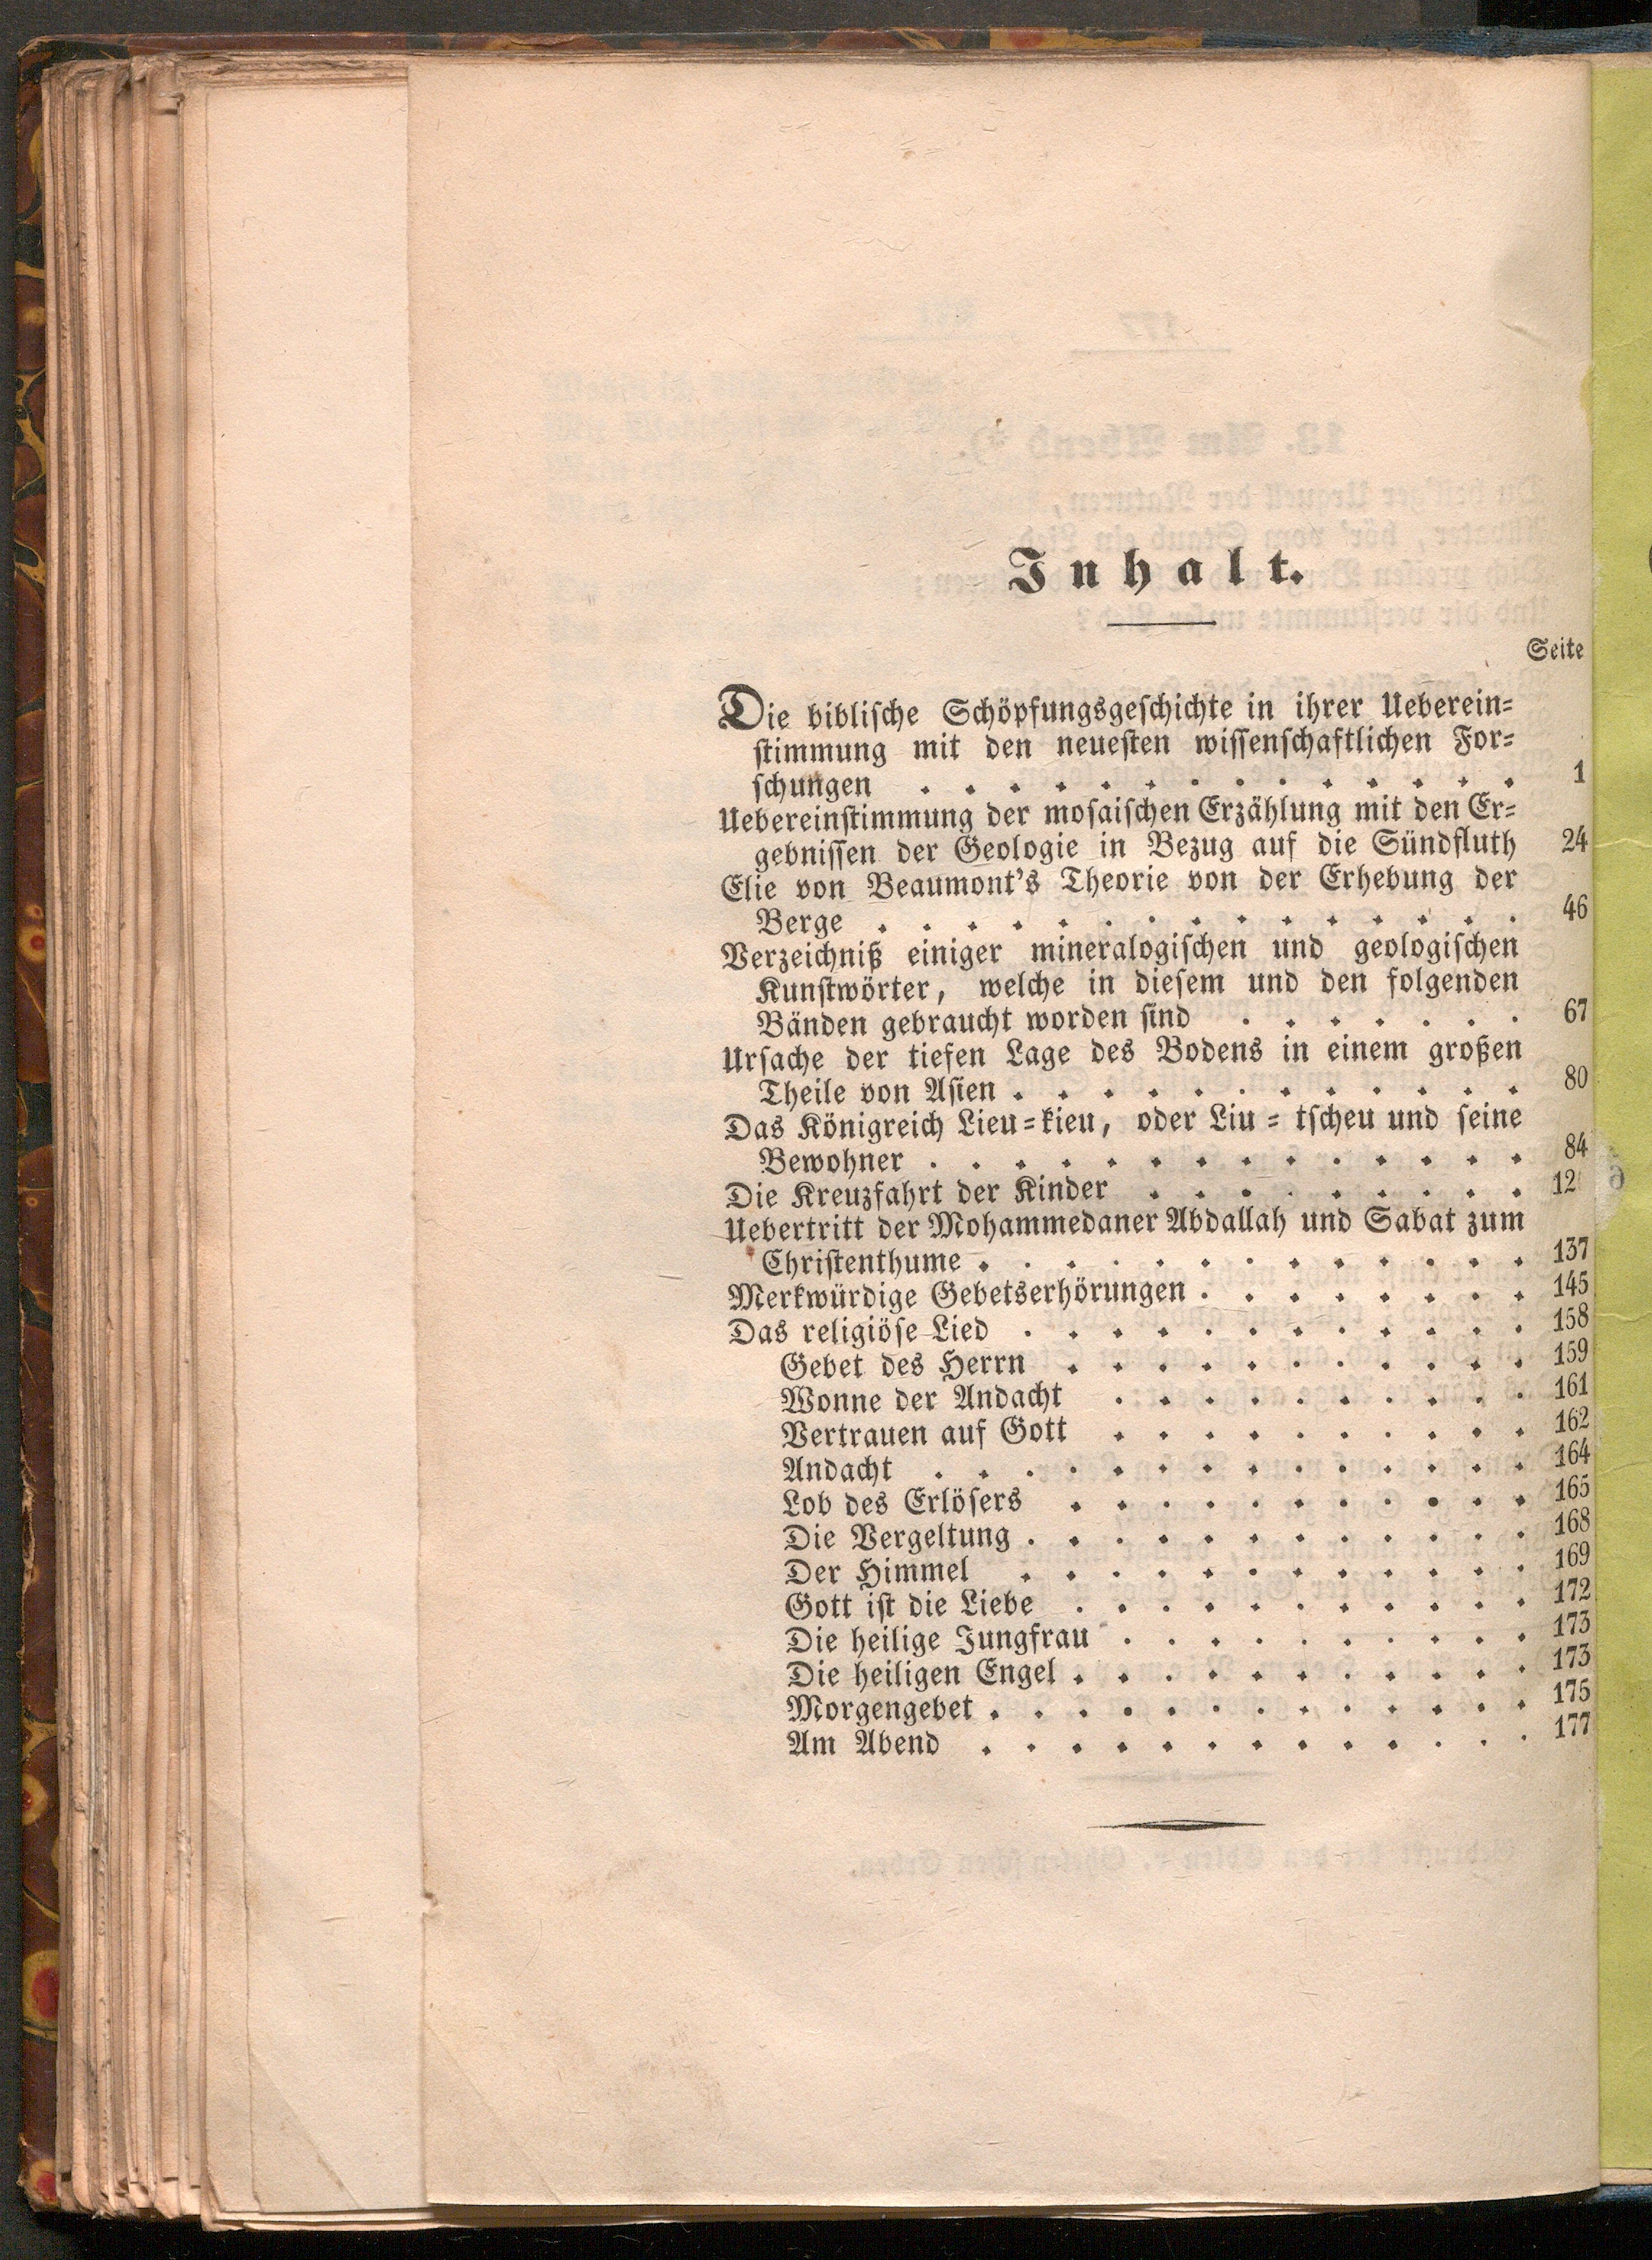 Inhalt.
Seite
Die biblische Schöpfungsgeschichte in ihrer Ueberein-
stimmung mit den neuesten wissenschaftlichen For-
schungen . . . . . . . . . . . . . . 1
Uebereinstimmung der mosaischen Erzählung mit den Er-
gebnissen der Geologie in Bezug auf die Sündfluth 24
Elie von Beaumont's Theorie von der Erhebung der
Berge . . . . . . . . . . . . . . . 46
Verzeichniß einiger mineralogischen und geologischen
Kunstwörter, welche in diesem und den folgenden
Bänden gebraucht worden sind . . . . . . . 67
Ursache der tiefen Lage des Bodens in einem großen
Theile von Asien . . . . . . . . . . . . 80
Das Königreich Lieu-kieu, oder Liu-tscheu und seine
Bewohner . . . . . . . . . . . . . . 84
Die Kreuzfahrt der Kinder . . . . . . . . .
Uebertritt der Mohammedaner Abdallah und Sabat zum
Christenthume . . . . . . . . . . . . . 137
Merkwürdige Gebetserhörungen . . . . . . . . 145
Das religiöse Lied . . . . . . . . . . . . 158
Gebet des Herrn . . . . . . . . . . . 159
Wonne der Andacht . . . . . . . . . . 161
Vertrauen auf Gott . . . . . . . . . . 162
Andacht . . . . . . . . . . . . . . 164
Lob des Erlösers . . . . . . . . . . . 165
Die Vergeltung . . . . . . . . . . . . 168
Der Himmel . . . . . . . . . . . . 169
Gott ist die Liebe . . . . . . . . . . . 172
Die heilige Jungfrau . . . . . . . . . . 173
Die heiligen Engel . . . . . . . . . . . 173
Morgengebet . . . . . . . . . . . . . 175
Am Abend . . . . . . . . . . . . . 177